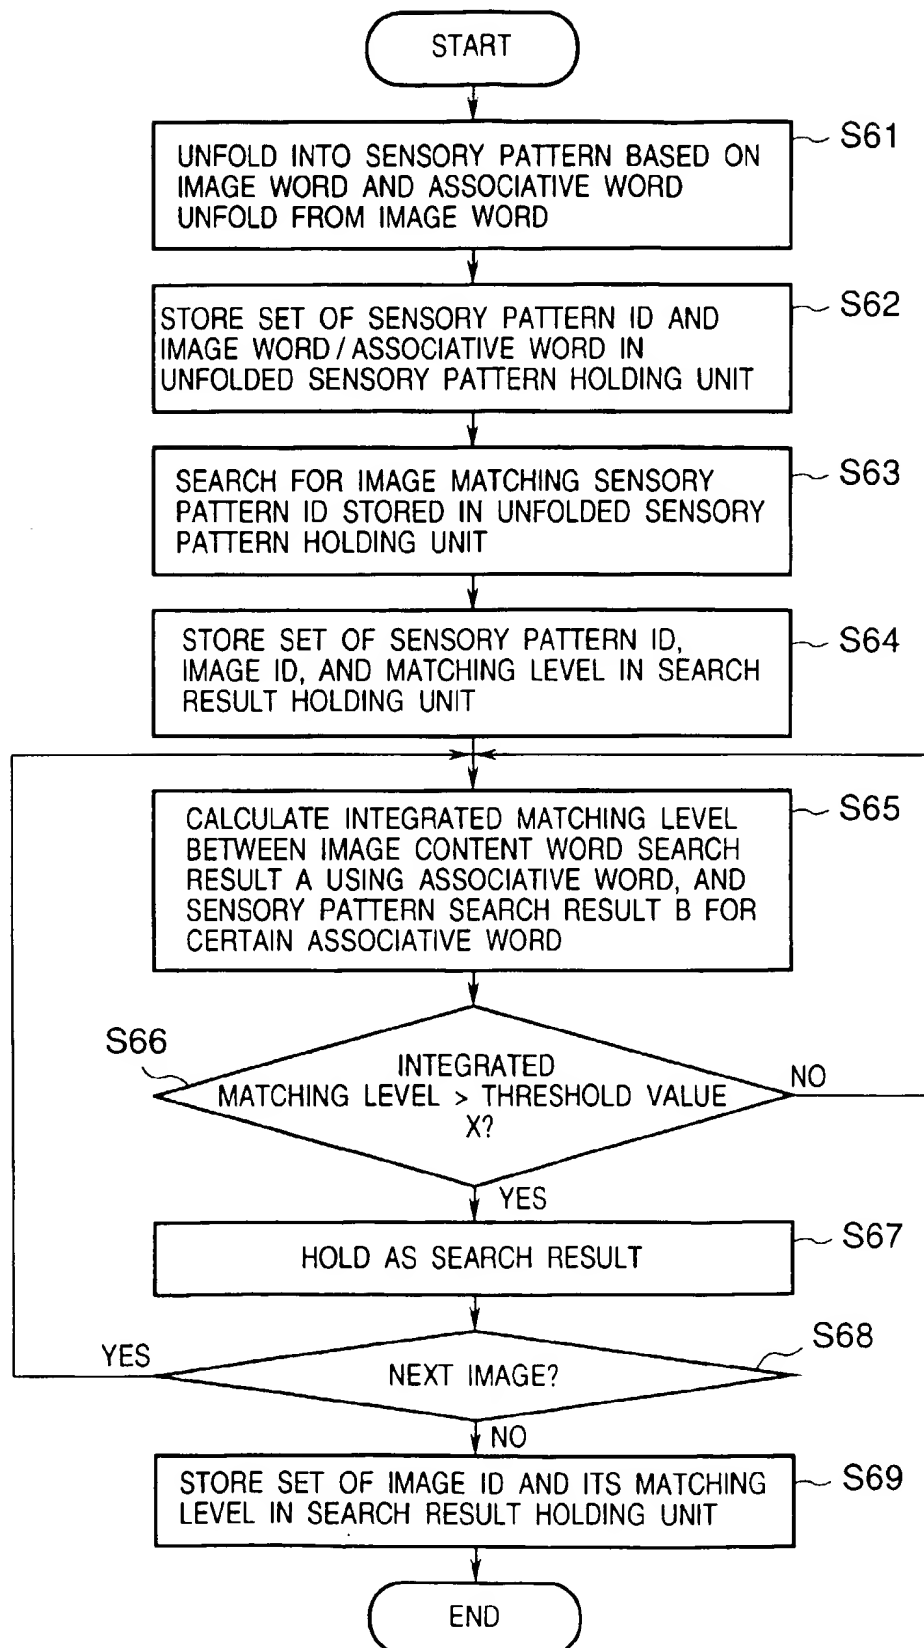 START
S61
UNFOLD INTO SENSORY PATTERN BASED ON
IMAGE WORD AND ASSOCIATIVE WORD
UNFOLD FROM IMAGE WORD
S62
STORE SET OF SENSORY PATTERN ID AND
IMAGE WORD / ASSOCIATIVE WORD IN
UNFOLDED SENSORY PATTERN HOLDING UNIT
S63
SEARCH FOR IMAGE MATCHING SENSORY
PATTERN ID STORED IN UNFOLDED SENSORY
PATTERN HOLDING UNIT
S64
STORE SET OF SENSORY PATTERN ID,
IMAGE ID, AND MATCHING LEVEL IN SEARCH
RESULT HOLDING UNIT
S65
CALCULATE INTEGRATED MATCHING LEVEL
BETWEEN IMAGE CONTENT WORD SEARCH
RESULT A USING ASSOCIATIVE WORD, AND
SENSORY PATTERN SEARCH RESULT B FOR
CERTAIN ASSOCIATIVE WORD
S66
INTEGRATED
MATCHING LEVEL > THRESHOLD VALUE
X?
NO
YES
S67
HOLD AS SEARCH RESULT
S68
YES
NEXT IMAGE?
NO
S69
STORE SET OF IMAGE ID AND ITS MATCHING
LEVEL IN SEARCH RESULT HOLDING UNIT
END